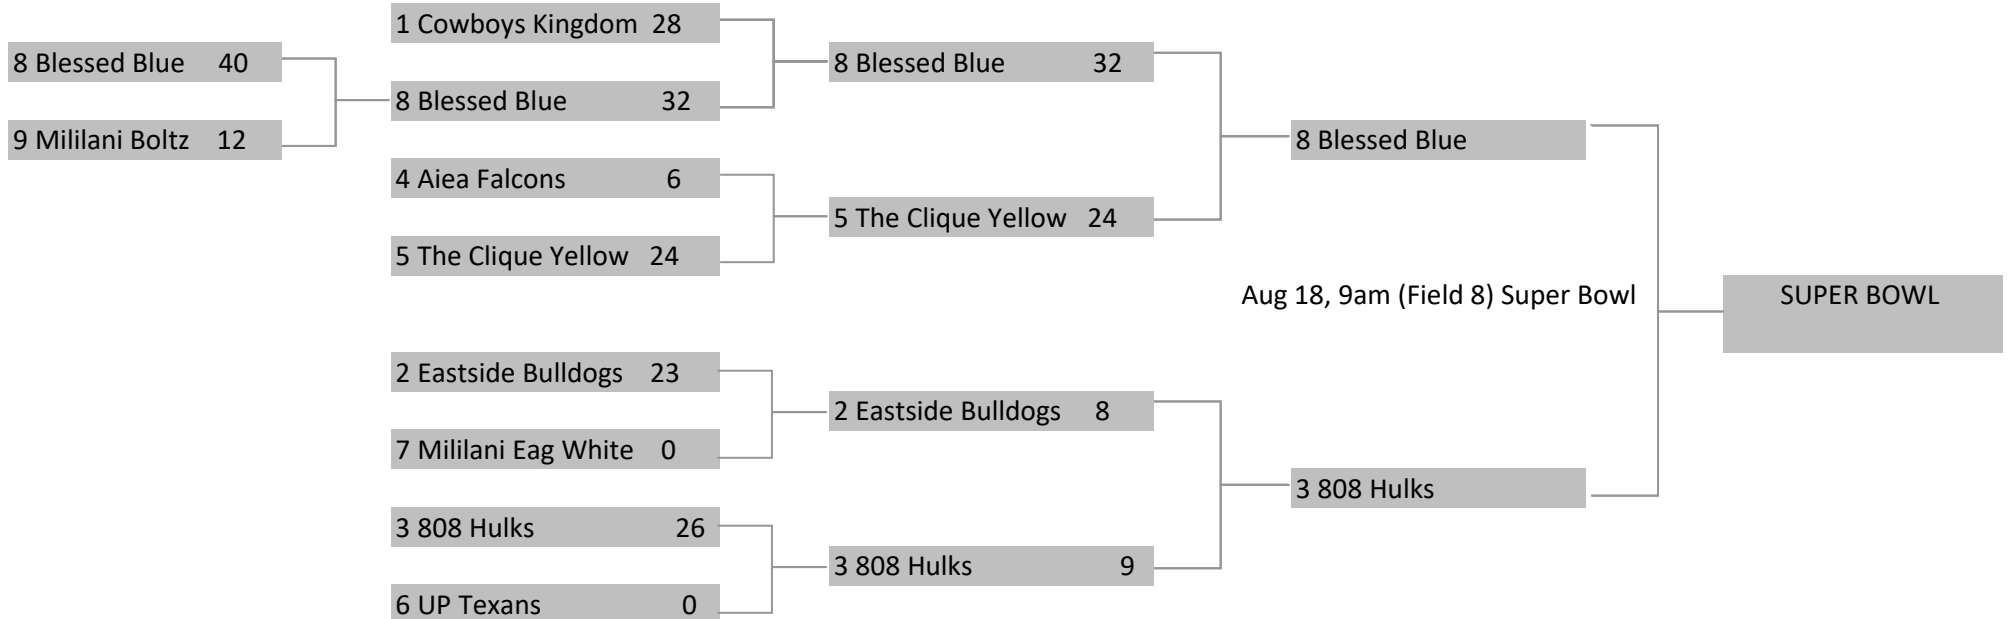 8 Blessed Blue 40
9 Mililani Boltz 12
1 Cowboys Kingdom 28
8 Blessed Blue 32
4 Aiea Falcons 6
5 The Clique Yellow 24
2 Eastside Bulldogs 23
7 Mililani Eag White 0
3 808 Hulks 26
6 UP Texans 0
8 Blessed Blue 32
5 The Clique Yellow 24
2 Eastside Bulldogs 8
3 808 Hulks 9
8 Blessed Blue
Aug 18, 9am (Field 8) Super Bowl
3 808 Hulks
SUPER BOWL